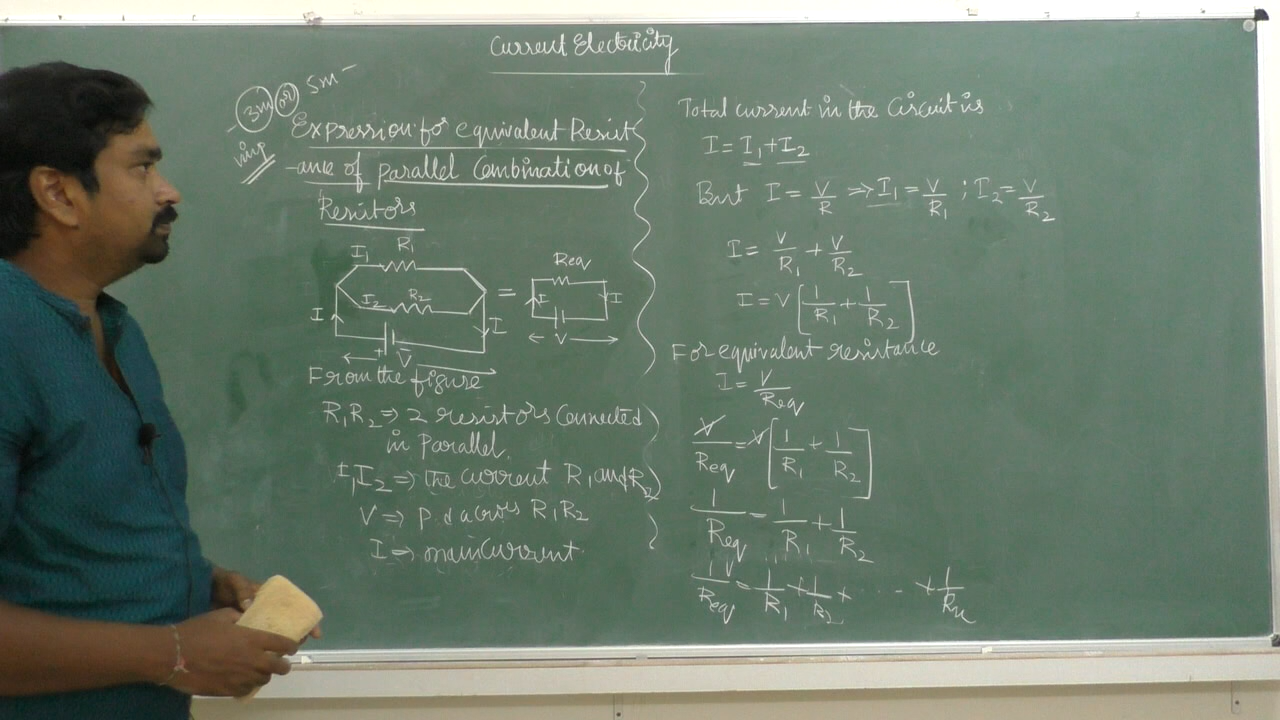 Current Electricity
3m or 5m
imp
Expression for equivalent Resist
-ance of parallel Combination of
Resistors
I₁ R₁
I₂ R₂
I I
+ V
=
Req
I I
V
From the figure
R₁R₂ ⇒ 2 resistors Connected
in Parallel.
I₁I₂ ⇒ the current R₁ and R₂
V ⇒ P.d across R₁R₂
I ⇒ main Current
Total current in the Circuit is
I = I₁ + I₂
But I = V/R ⇒ I₁ = V/R₁ ; I₂ = V/R₂
I = V/R₁ + V/R₂
I = V [1/R₁ + 1/R₂]
For equivalent resistance
I = V/Req
V/Req = V [1/R₁ + 1/R₂]
1/Req = 1/R₁ + 1/R₂
1/Req = 1/R₁ + 1/R₂ + ..... + 1/Rn